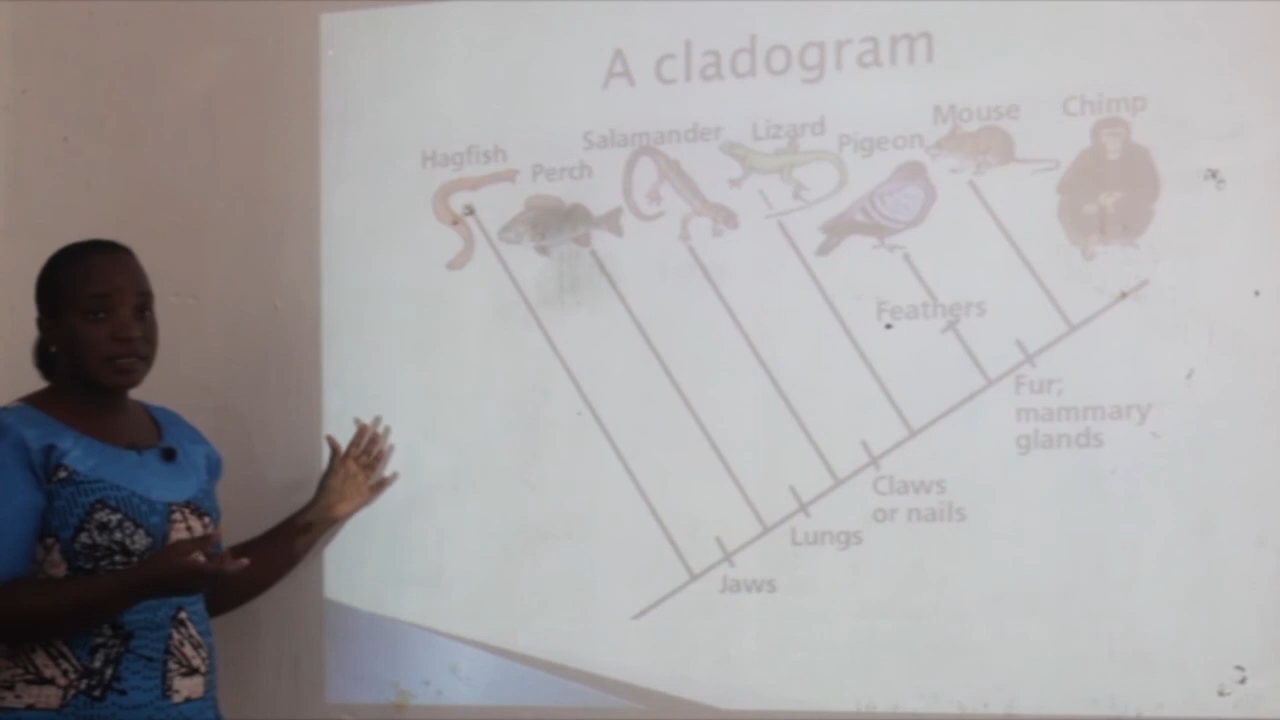 A cladogram
Hagfish
Perch
Salamander
Lizard
Pigeon
Mouse
Chimp
Feathers
Fur;
mammary
glands
Claws
or nails
Lungs
Jaws